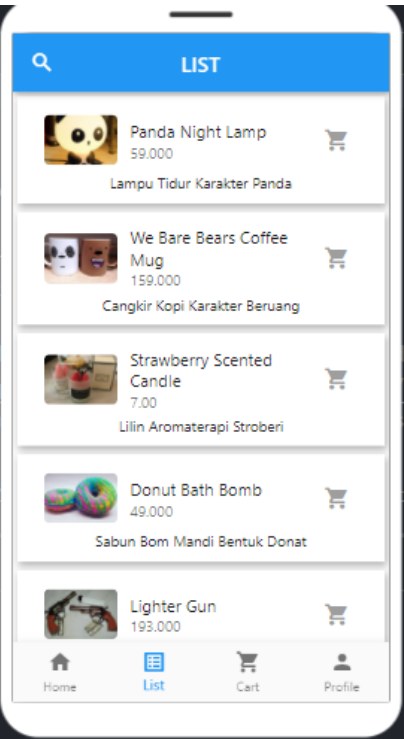 LIST
Panda Night Lamp
59.000
Lampu Tidur Karakter Panda
We Bare Bears Coffee
Mug
159.000
Cangkir Kopi Karakter Beruang
Strawberry Scented
Candle
7.00
Lilin Aromaterapi Stroberi
Donut Bath Bomb
49.000
Sabun Bom Mandi Bentuk Donat
Lighter Gun
193.000
Home
List
Cart
Profile